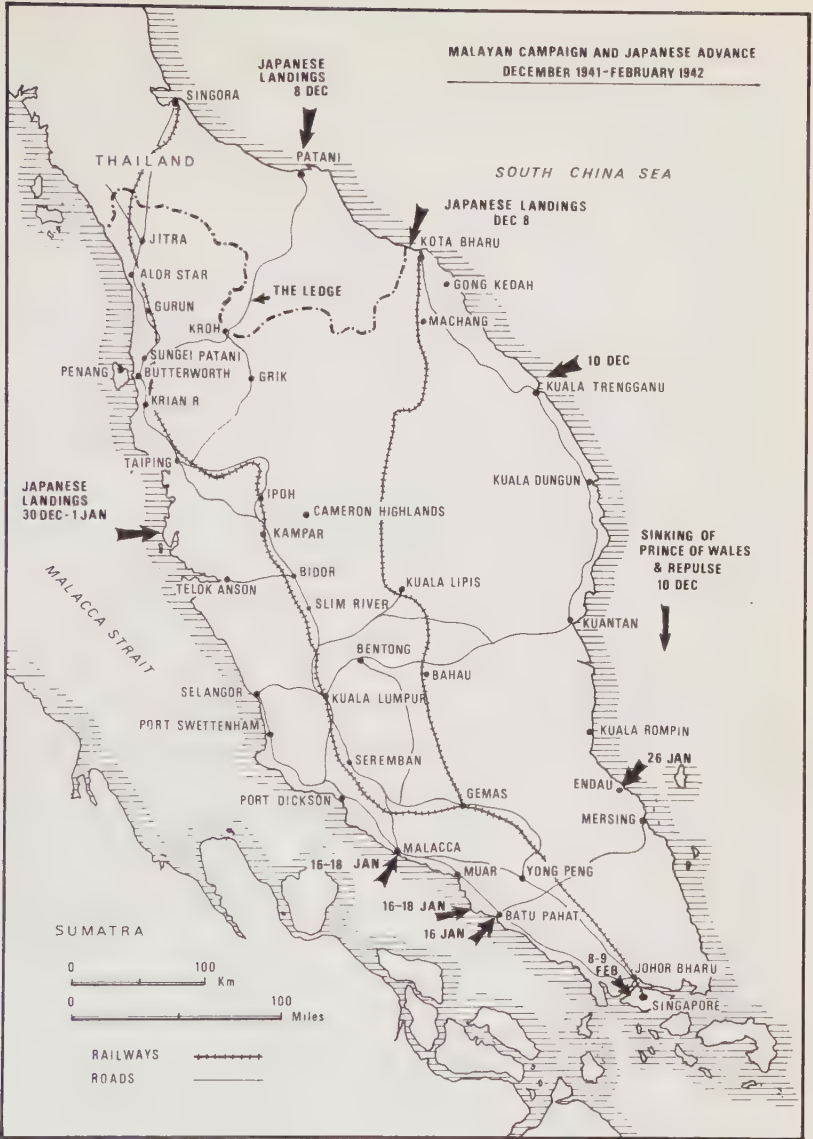 MALAYAN CAMPAIGN AND JAPANESE ADVANCE
DECEMBER 1941-FEBRUARY 1942
JAPANESE
LANDINGS
8 DEC
SINGORA
THAILAND
PATANI
SOUTH CHINA SEA
JAPANESE LANDINGS
DEC 8
KOTA BHARU
JITRA
ALOR STAR
GONG KEDAH
THE LEDGE
GURUN
KROH
MACHANG
SUNGEI PATANI
PENANG
BUTTERWORTH
GRIK
10 DEC
KUALA TRENGGANU
KRIAN R
TAIPING
KUALA DUNGUN
JAPANESE
LANDINGS
30 DEC-1 JAN
IPOH
CAMERON HIGHLANDS
KAMPAR
SINKING OF
PRINCE OF WALES
& REPULSE
10 DEC
BIDOR
TELOK ANSON
KUALA LIPIS
SLIM RIVER
MALACCA STRAIT
KUANTAN
BENTONG
BAHAU
SELANGOR
KUALA LUMPUR
PORT SWETTENHAM
KUALA ROMPIN
SEREMBAN
26 JAN
ENDAU
PORT DICKSON
GEMAS
MERSING
MALACCA
16-18 JAN
MUAR
YONG PENG
16-18 JAN
BATU PAHAT
16 JAN
SUMATRA
8-9
FEB
JOHOR BHARU
SINGAPORE
0 100
Km
0 100
Miles
RAILWAYS
ROADS